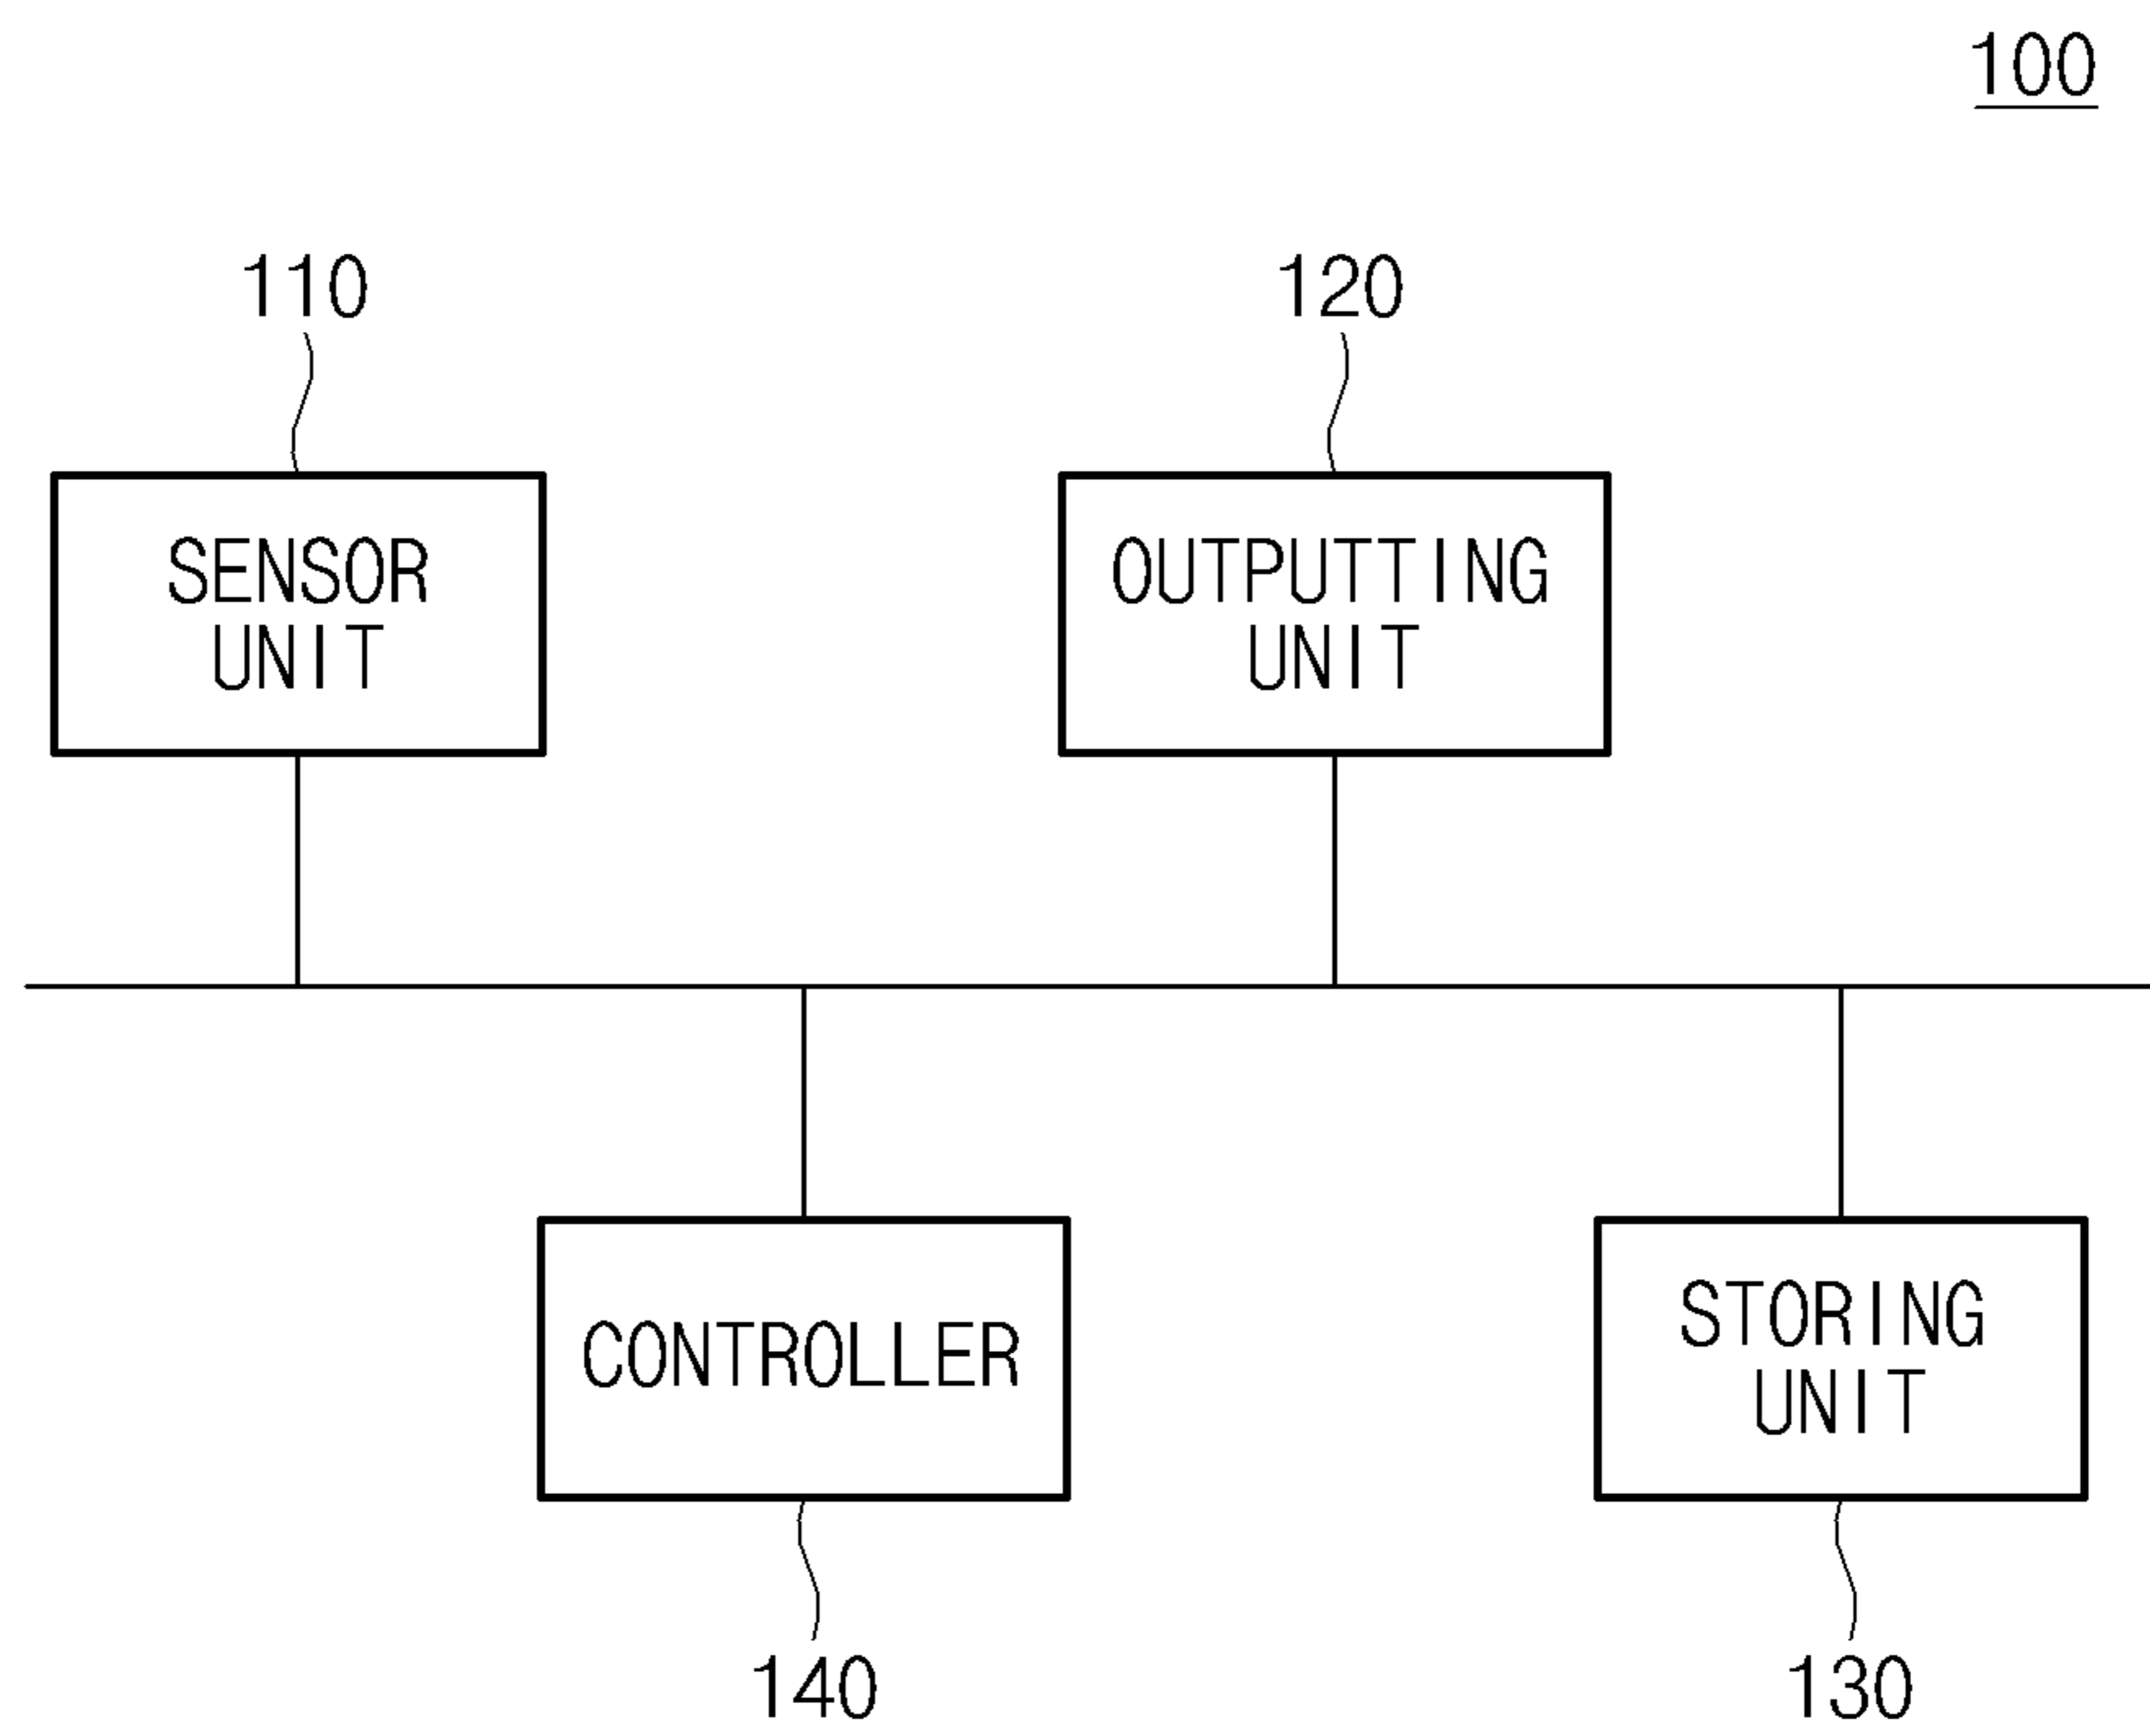 100
110
120
SENSOR
UNIT
OUTPUTTING
UNIT
CONTROLLER
STORING
UNIT
140
130